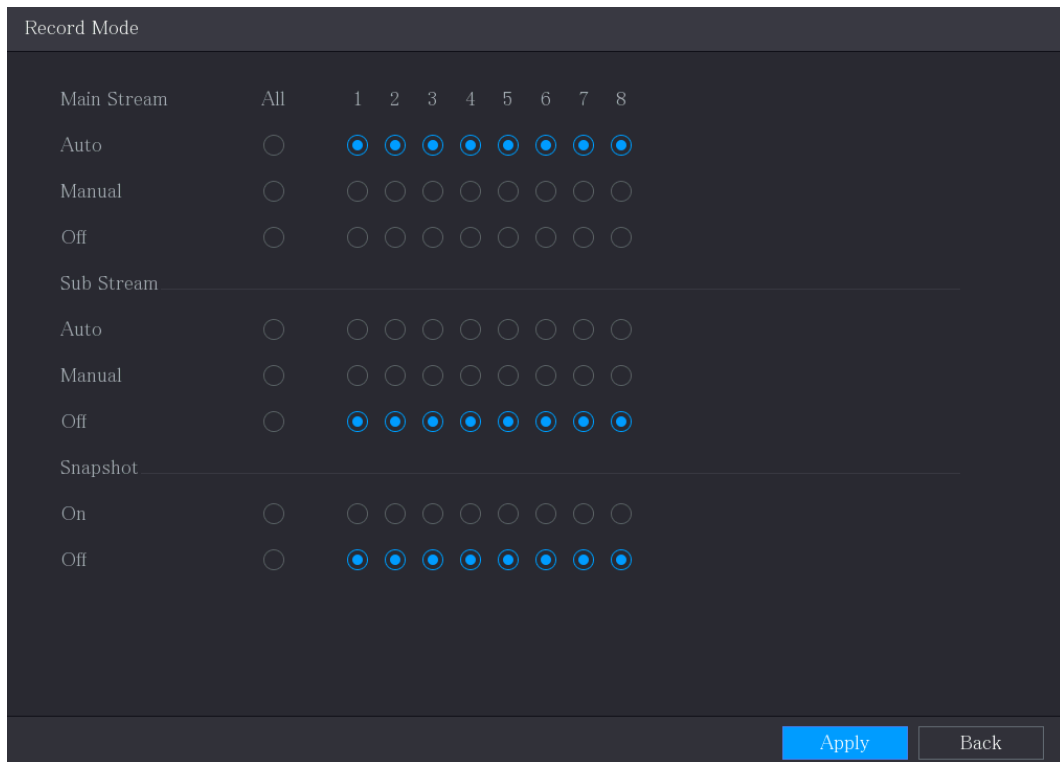 Record Mode
Main Stream All 1 2 3 4 5 6 7 8
Auto
Manual
Off
Sub Stream
Auto
Manual
Off
Snapshot
On
Off
Apply Back